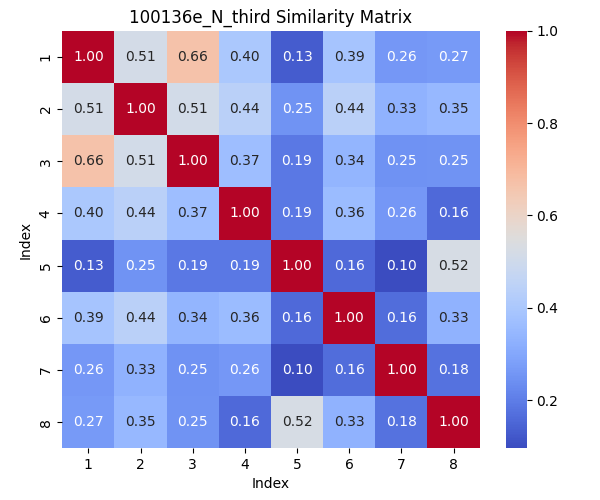 100136e_N_third Similarity Matrix
1 1.00 0.51 0.66 0.40 0.13 0.39 0.26 0.27
2 0.51 1.00 0.51 0.44 0.25 0.44 0.33 0.35
3 0.66 0.51 1.00 0.37 0.19 0.34 0.25 0.25
4 0.40 0.44 0.37 1.00 0.19 0.36 0.26 0.16
5 0.13 0.25 0.19 0.19 1.00 0.16 0.10 0.52
6 0.39 0.44 0.34 0.36 0.16 1.00 0.16 0.33
7 0.26 0.33 0.25 0.26 0.10 0.16 1.00 0.18
8 0.27 0.35 0.25 0.16 0.52 0.33 0.18 1.00
1 2 3 4 5 6 7 8
Index
Index
1.0
0.8
0.6
0.4
0.2